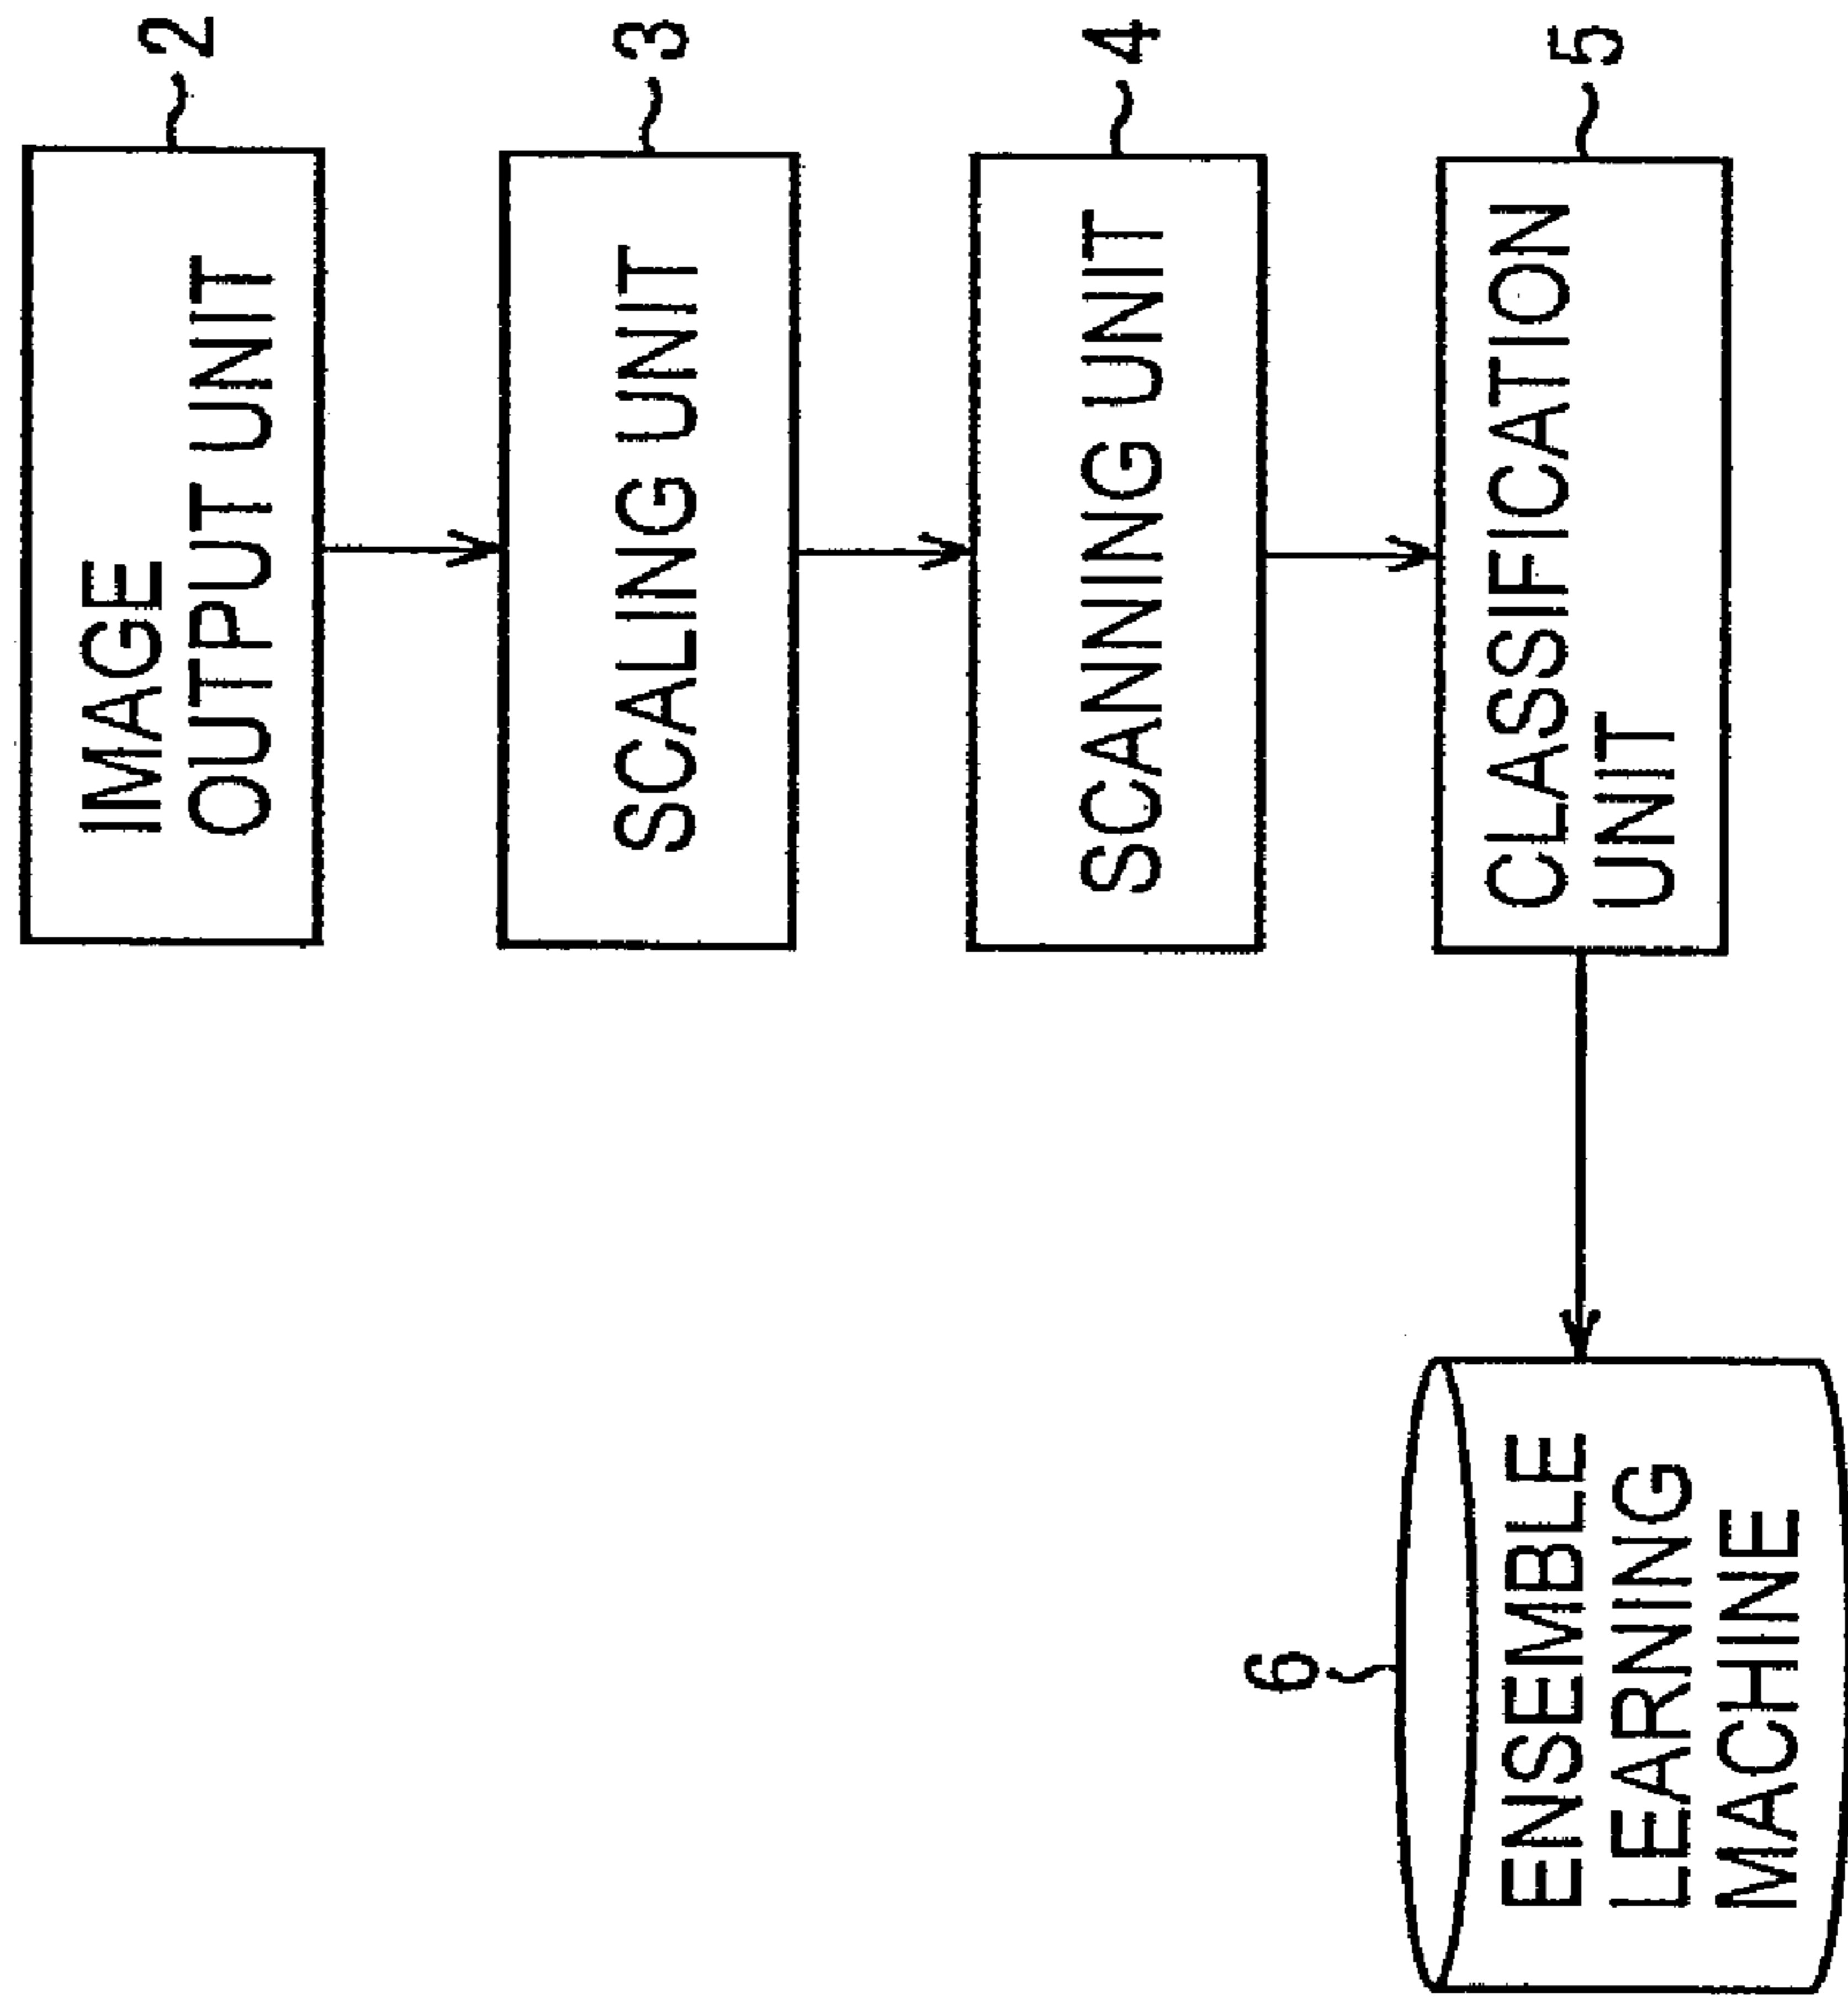 IMAGE
OUTPUT UNIT
2
SCALING UNIT
3
SCANNING UNIT
4
CLASSIFICATION
UNIT
5
6
ENSEMBLE
LEARNING
MACHINE